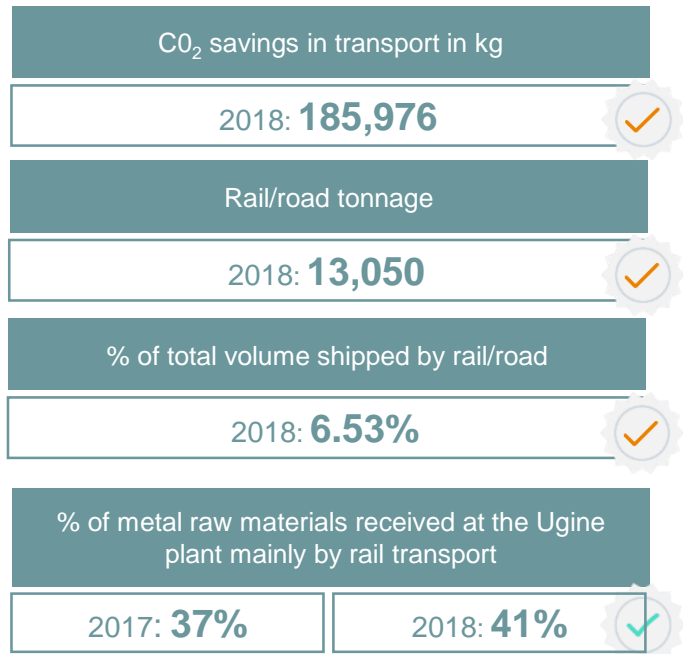 C0₂ savings in transport in kg
2018: 185,976
Rail/road tonnage
2018: 13,050
% of total volume shipped by rail/road
2018: 6.53%
% of metal raw materials received at the Ugine
plant mainly by rail transport
2017: 37%
2018: 41%